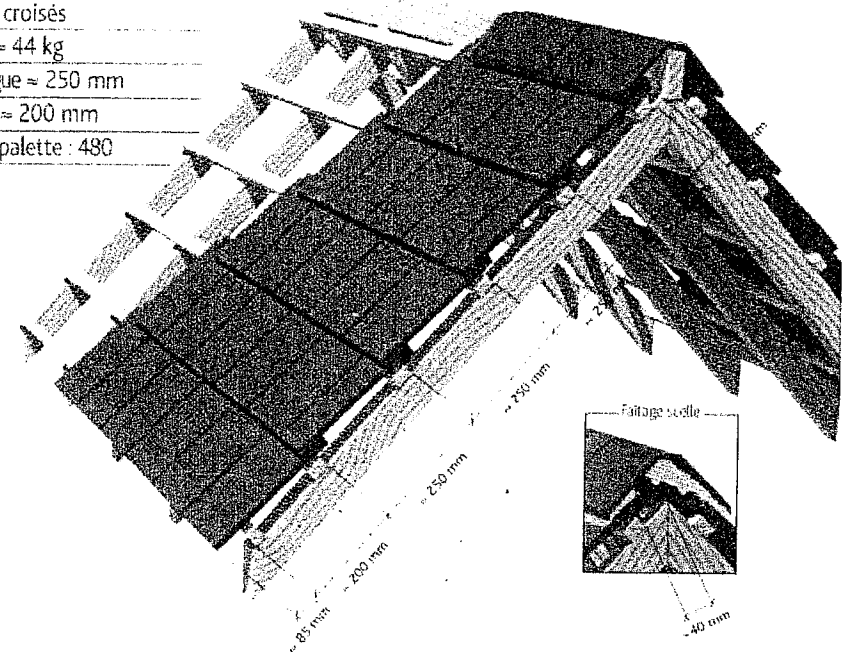 croisés
= 44 kg
gue ≈ 250 mm
≈ 200 mm
palette : 480
≈ 250 mm
≈ 250 mm
≈ 200 mm
≈ 85 mm
Faîtage scellé
≈ 40 mm